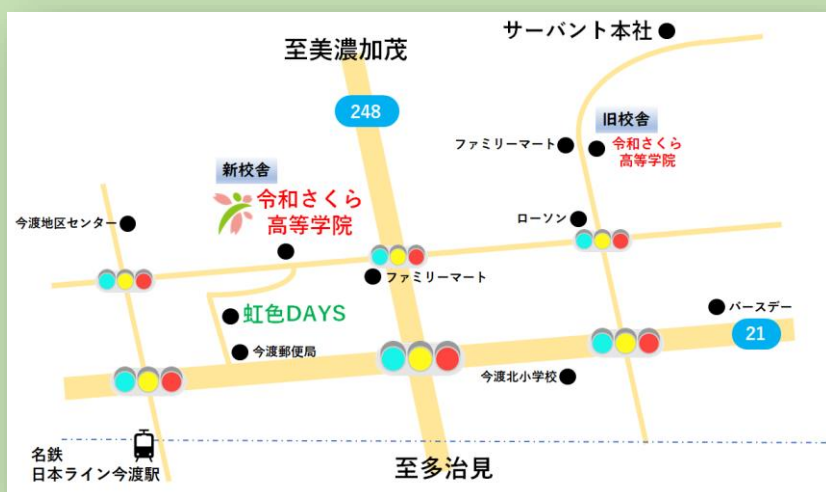 サーバント本社
至美濃加茂
248
旧校舎
ファミリーマート
令和さくら
高等学院
新校舎
令和さくら
高等学院
今渡地区センター
ローソン
ファミリーマート
虹色DAYS
バースデー
21
今渡郵便局
今渡北小学校
名鉄
日本ライン今渡駅
至多治見